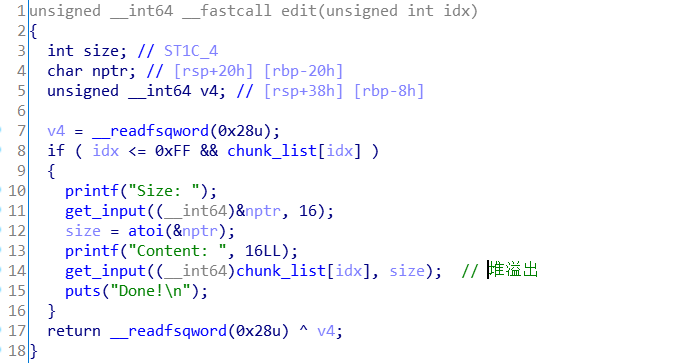 1 unsigned __int64 __fastcall edit(unsigned int idx)
2 {
3   int size; // ST1C_4
4   char nptr; // [rsp+20h] [rbp-20h]
5   unsigned __int64 v4; // [rsp+38h] [rbp-8h]
6
7   v4 = __readfsqword(0x28u);
8   if ( idx <= 0xFF && chunk_list[idx] )
9   {
10     printf("Size: ");
11     get_input((__int64)&nptr, 16);
12     size = atoi(&nptr);
13     printf("Content: ", 16LL);
14     get_input((__int64)chunk_list[idx], size);  // 堆溢出
15     puts("Done!\n");
16   }
17   return __readfsqword(0x28u) ^ v4;
18 }